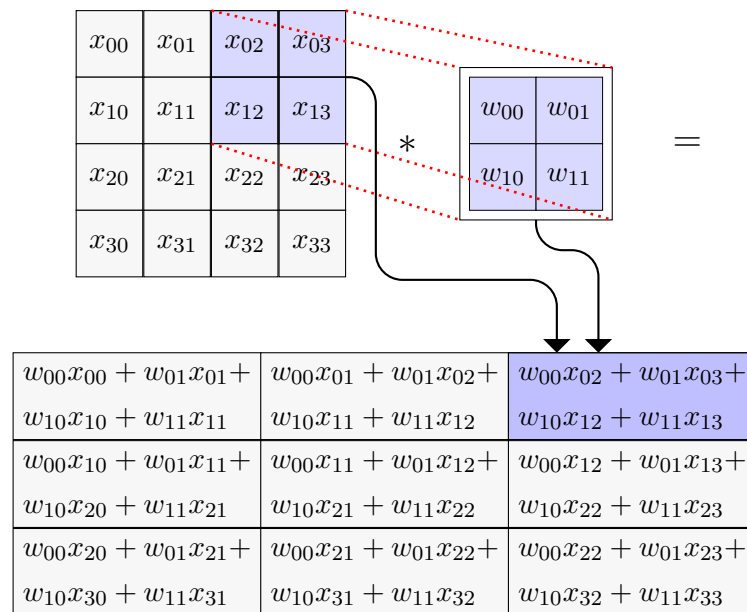 x₀₀ x₀₁ x₀₂ x₀₃
x₁₀ x₁₁ x₁₂ x₁₃
x₂₀ x₂₁ x₂₂ x₂₃
x₃₀ x₃₁ x₃₂ x₃₃
*
w₀₀ w₀₁
w₁₀ w₁₁
=
w₀₀x₀₀ + w₀₁x₀₁+
w₁₀x₁₀ + w₁₁x₁₁
w₀₀x₀₁ + w₀₁x₀₂+
w₁₀x₁₁ + w₁₁x₁₂
w₀₀x₀₂ + w₀₁x₀₃+
w₁₀x₁₂ + w₁₁x₁₃
w₀₀x₁₀ + w₀₁x₁₁+
w₁₀x₂₀ + w₁₁x₂₁
w₀₀x₁₁ + w₀₁x₁₂+
w₁₀x₂₁ + w₁₁x₂₂
w₀₀x₁₂ + w₀₁x₁₃+
w₁₀x₂₂ + w₁₁x₂₃
w₀₀x₂₀ + w₀₁x₂₁+
w₁₀x₃₀ + w₁₁x₃₁
w₀₀x₂₁ + w₀₁x₂₂+
w₁₀x₃₁ + w₁₁x₃₂
w₀₀x₂₂ + w₀₁x₂₃+
w₁₀x₃₂ + w₁₁x₃₃